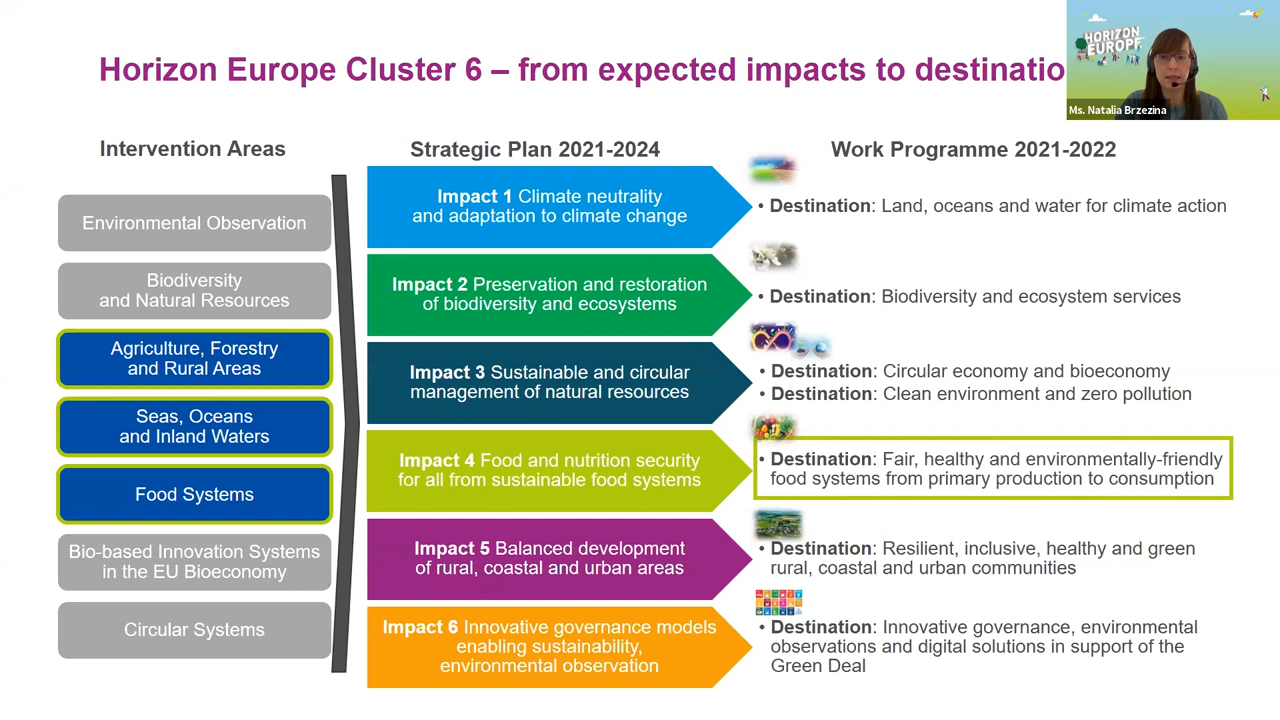 Horizon Europe Cluster 6 – from expected impacts to destinatio
HORIZON
EUROPE
Ms. Natalia Brzezina
Intervention Areas
Environmental Observation
Biodiversity
and Natural Resources
Agriculture, Forestry
and Rural Areas
Seas, Oceans
and Inland Waters
Food Systems
Bio-based Innovation Systems
in the EU Bioeconomy
Circular Systems
Strategic Plan 2021-2024
Impact 1 Climate neutrality
and adaptation to climate change
Impact 2 Preservation and restoration
of biodiversity and ecosystems
Impact 3 Sustainable and circular
management of natural resources
Impact 4 Food and nutrition security
for all from sustainable food systems
Impact 5 Balanced development
of rural, coastal and urban areas
Impact 6 Innovative governance models
enabling sustainability,
environmental observation
Work Programme 2021-2022
• Destination: Land, oceans and water for climate action
• Destination: Biodiversity and ecosystem services
• Destination: Circular economy and bioeconomy
• Destination: Clean environment and zero pollution
• Destination: Fair, healthy and environmentally-friendly
food systems from primary production to consumption
• Destination: Resilient, inclusive, healthy and green
rural, coastal and urban communities
• Destination: Innovative governance, environmental
observations and digital solutions in support of the
Green Deal